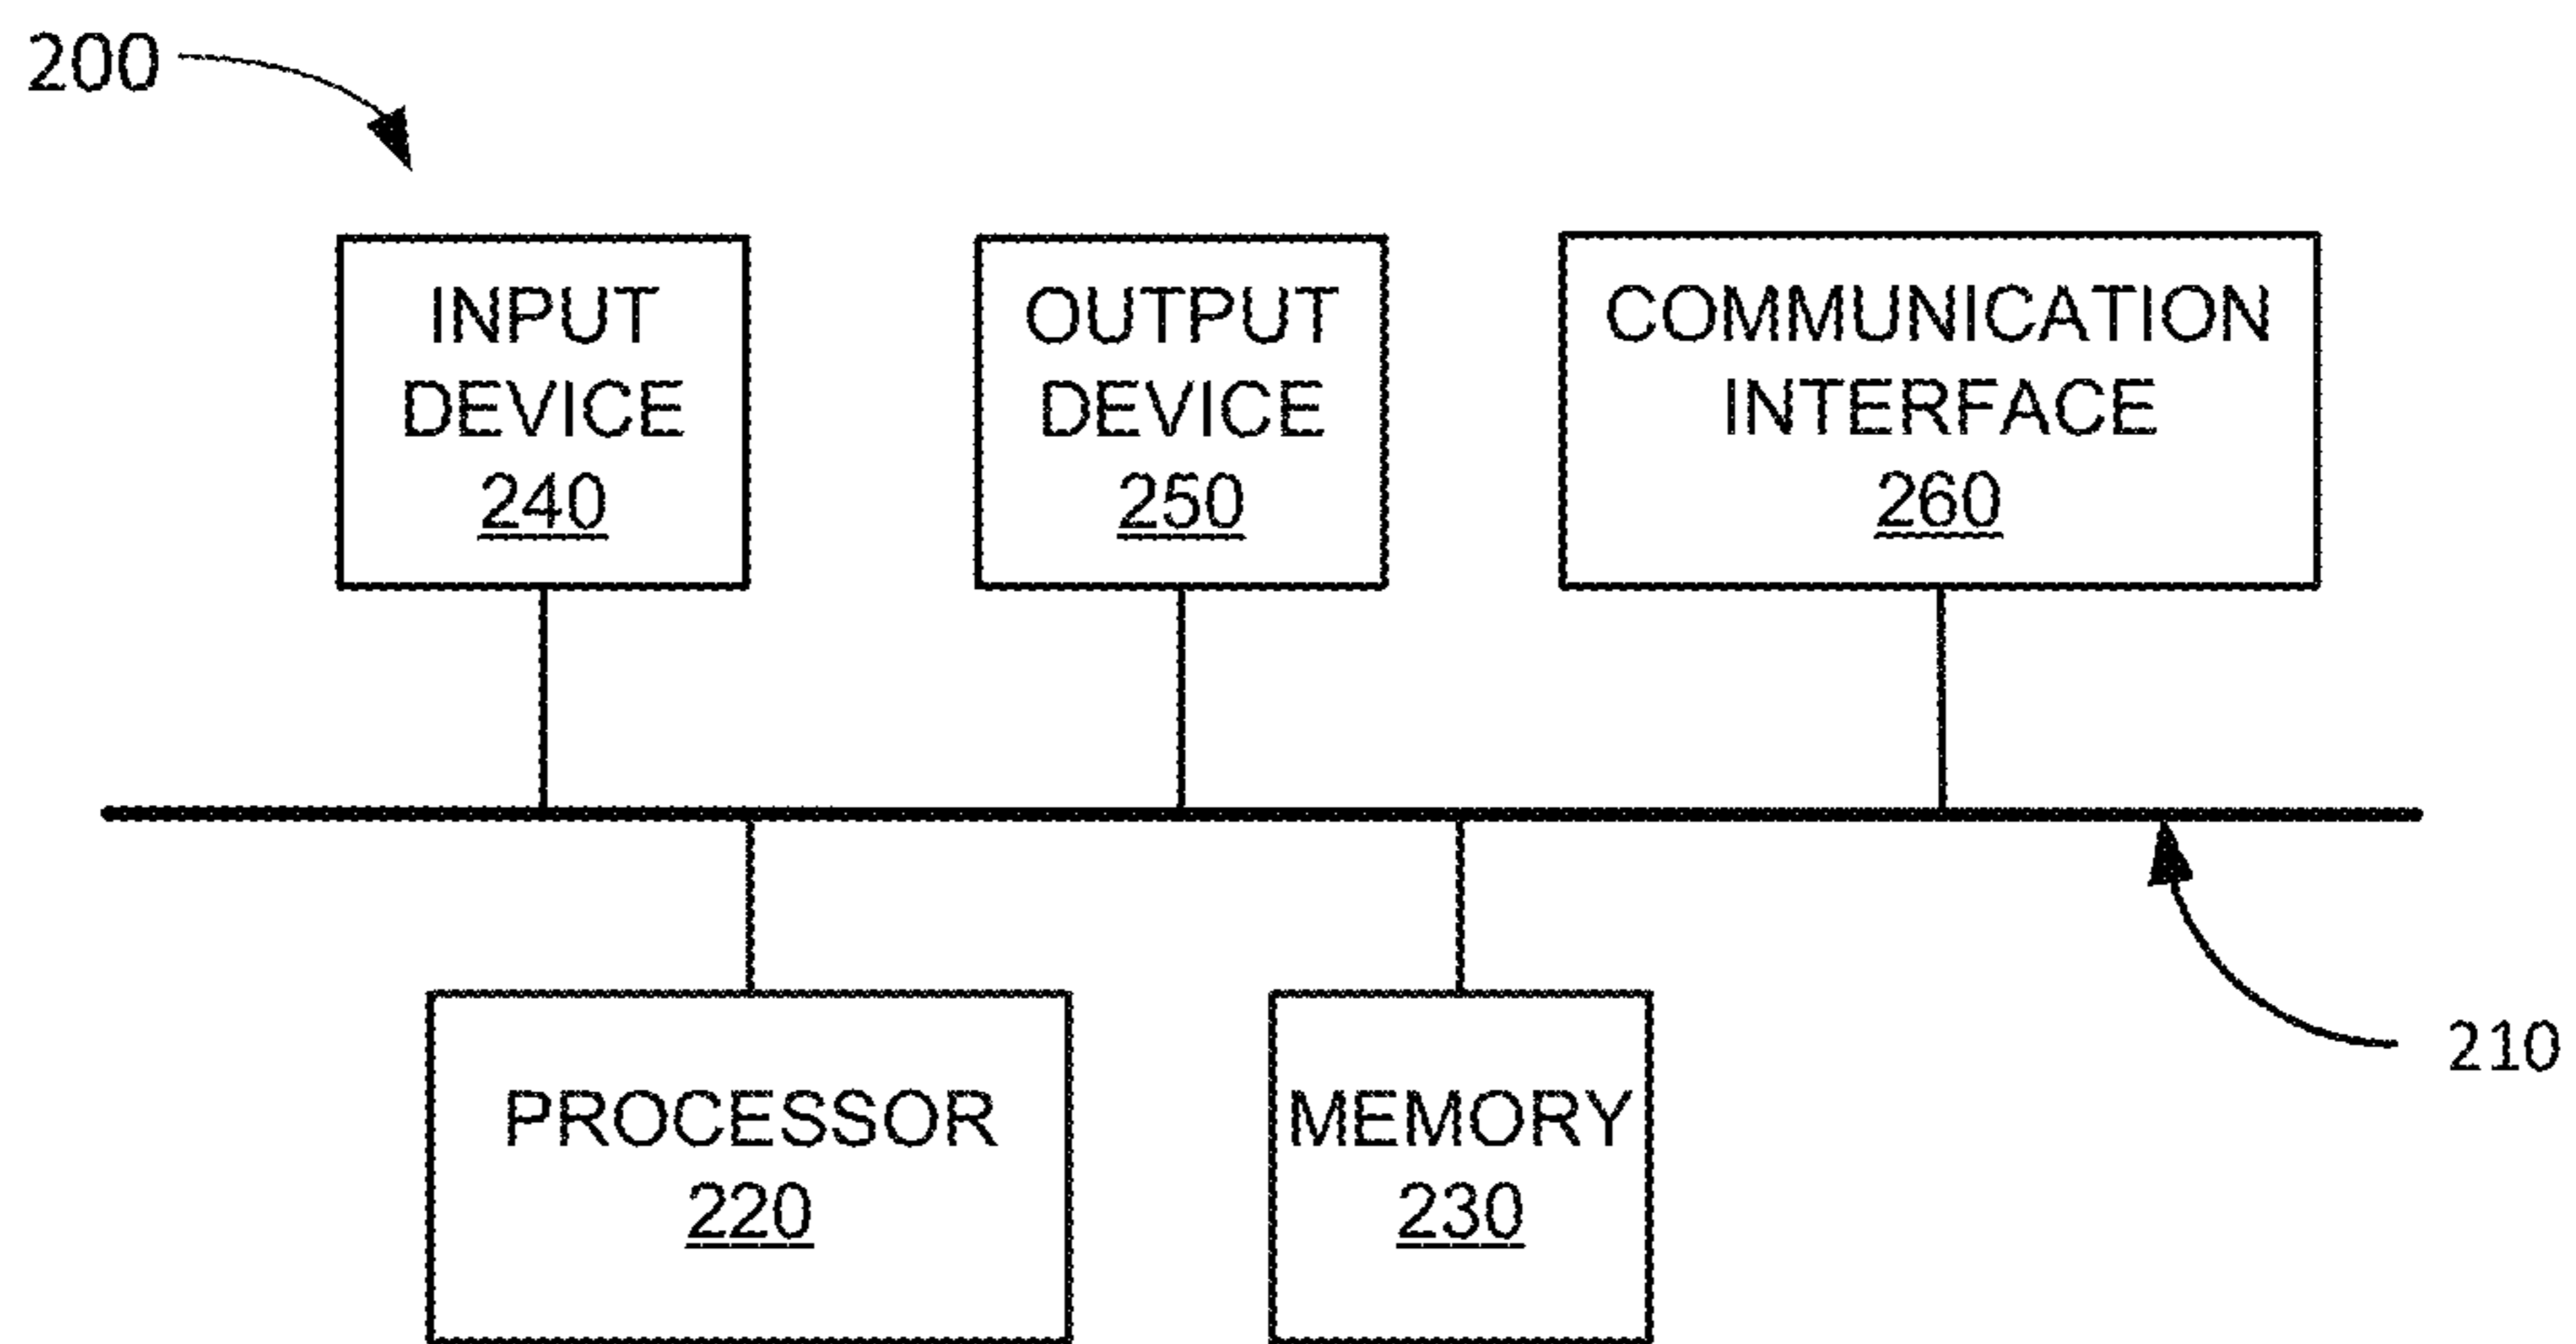 200
INPUT
DEVICE
240
OUTPUT
DEVICE
250
COMMUNICATION
INTERFACE
260
PROCESSOR
220
MEMORY
230
210